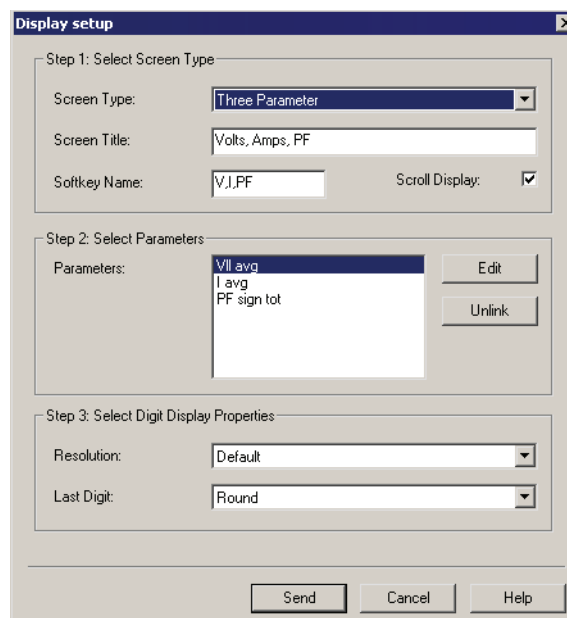 Display setup
Step 1: Select Screen Type
Screen Type: Three Parameter
Screen Title: Volts, Amps, PF
Softkey Name: V,I,PF Scroll Display:
Step 2: Select Parameters
Parameters: Vll avg Edit
I avg
PF sign tot
Unlink
Step 3: Select Digit Display Properties
Resolution: Default
Last Digit: Round
Send Cancel Help